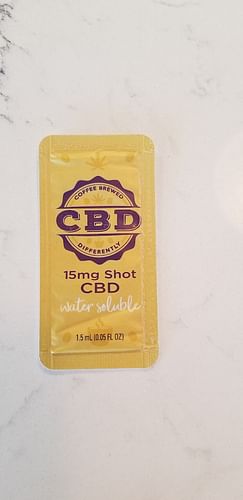 COFFEE BREWED
CBD
DIFFERENTLY
15mg Shot
CBD
water soluble
1.5 mL (0.05 FL OZ)